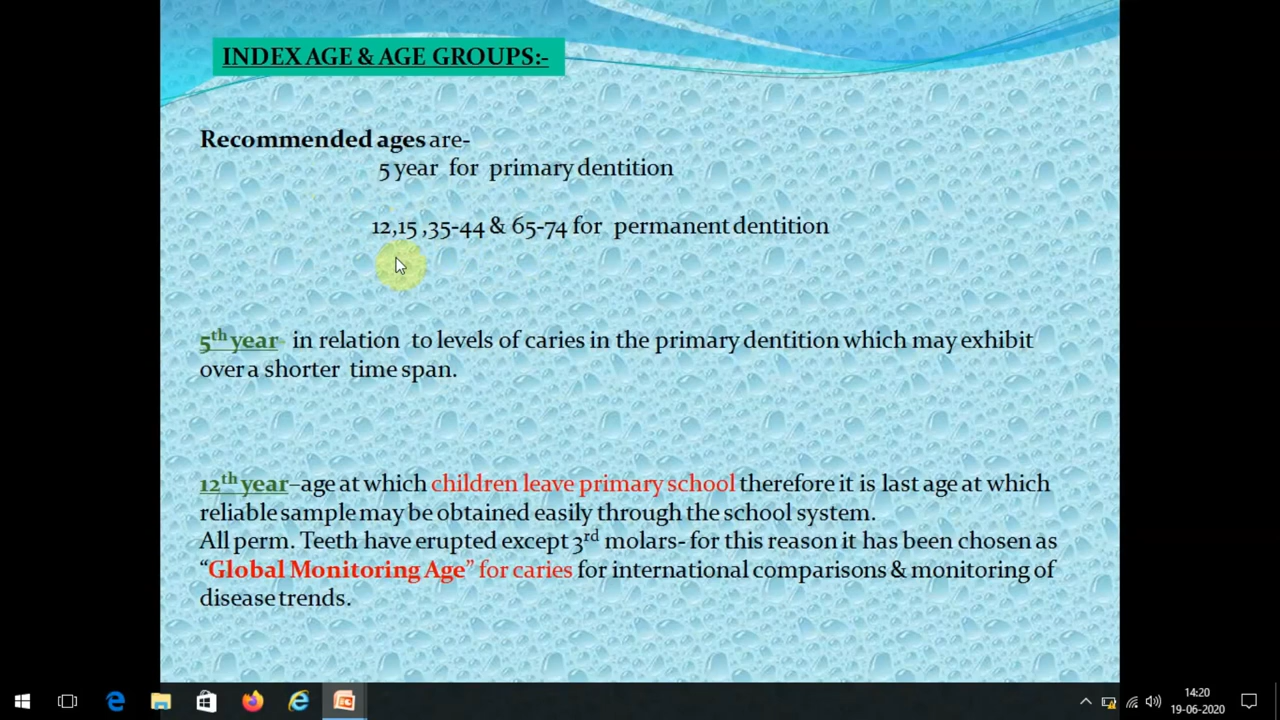 INDEX AGE & AGE GROUPS:-
Recommended ages are-
5 year for primary dentition
12,15 ,35-44 & 65-74 for permanent dentition
5th year- in relation to levels of caries in the primary dentition which may exhibit
over a shorter time span.
12th year–age at which children leave primary school therefore it is last age at which
reliable sample may be obtained easily through the school system.
All perm. Teeth have erupted except 3rd molars- for this reason it has been chosen as
“Global Monitoring Age” for caries for international comparisons & monitoring of
disease trends.
14:20
19-06-2020